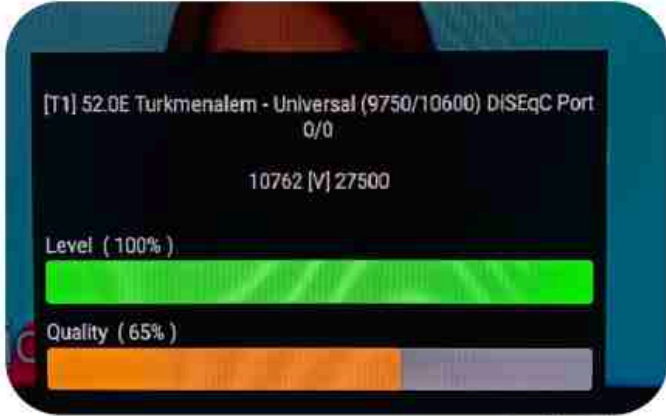 [T1] 52.0E Turkmenalem - Universal (9750/10600) DiSEqC Port
0/0
10762 [V] 27500
Level ( 100% )
Quality ( 65% )